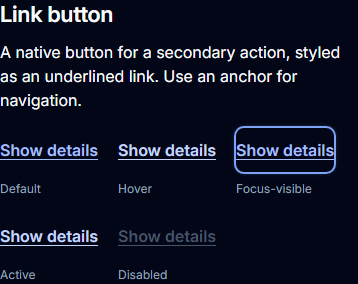 Link button
A native button for a secondary action, styled
as an underlined link. Use an anchor for
navigation.
Show details Show details Show details
Default Hover Focus-visible
Show details Show details
Active Disabled